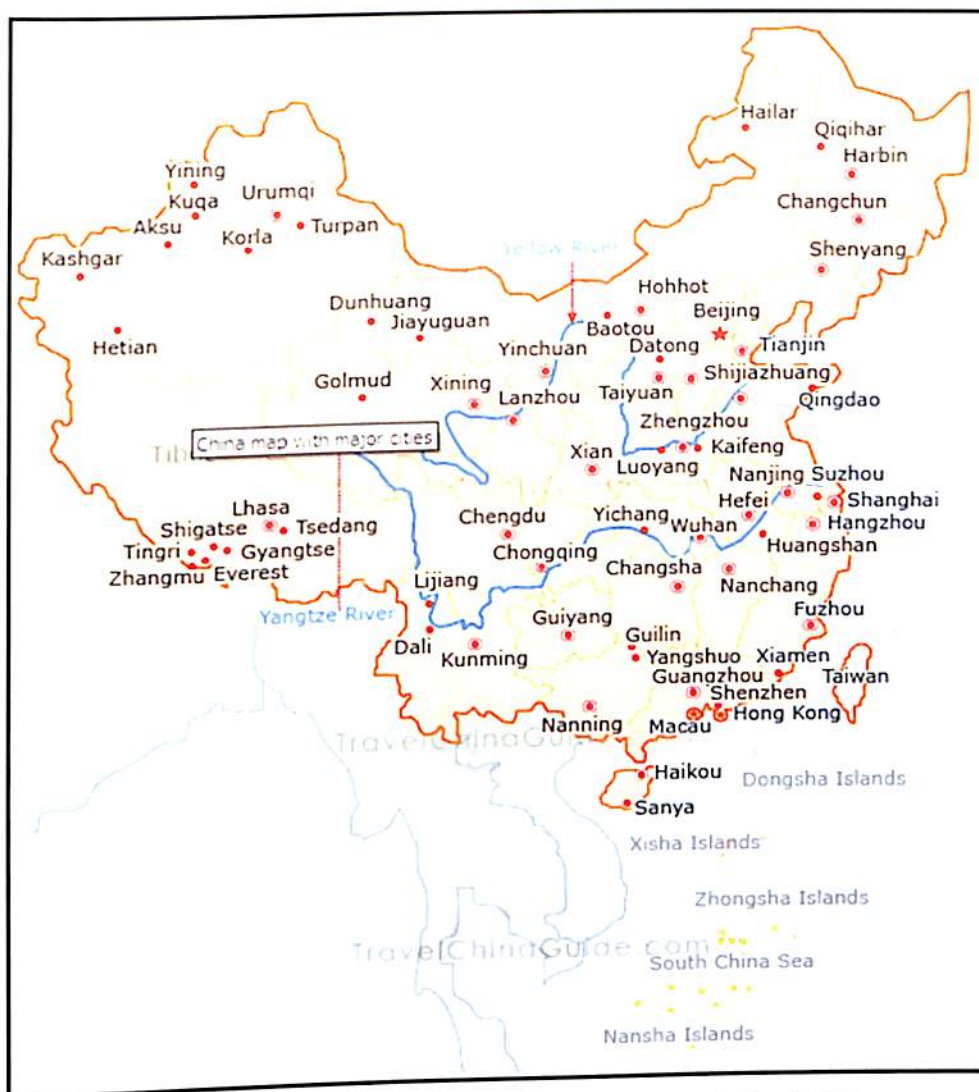 Hailar
Qiqihar
Harbin
Yining
Urumqi
Kuqa
Changchun
Aksu
Korla
Turpan
Yellow River
Shenyang
Kashgar
Hohhot
Dunhuang
Beijing
Jiayuguan
Baotou
Hetian
Datong
Tianjin
Yinchuan
Golmud
Xining
Shijiazhuang
Taiyuan
Lanzhou
Qingdao
Zhengzhou
China map with major cities
Xian
Kaifeng
Luoyang
Nanjing
Suzhou
Lhasa
Hefei
Shanghai
Shigatse
Tsedang
Chengdu
Yichang
Wuhan
Hangzhou
Tingri
Gyangtse
Chongqing
Huangshan
Zhangmu
Everest
Changsha
Nanchang
Lijiang
Yangtze River
Guiyang
Fuzhou
Dali
Kunming
Guilin
Yangshuo
Xiamen
Guangzhou
Taiwan
Shenzhen
Nanning
Macau
Hong Kong
Haikou
Dongsha Islands
Sanya
Xisha Islands
Zhongsha Islands
TravelChinaGuide.com
South China Sea
Nansha Islands